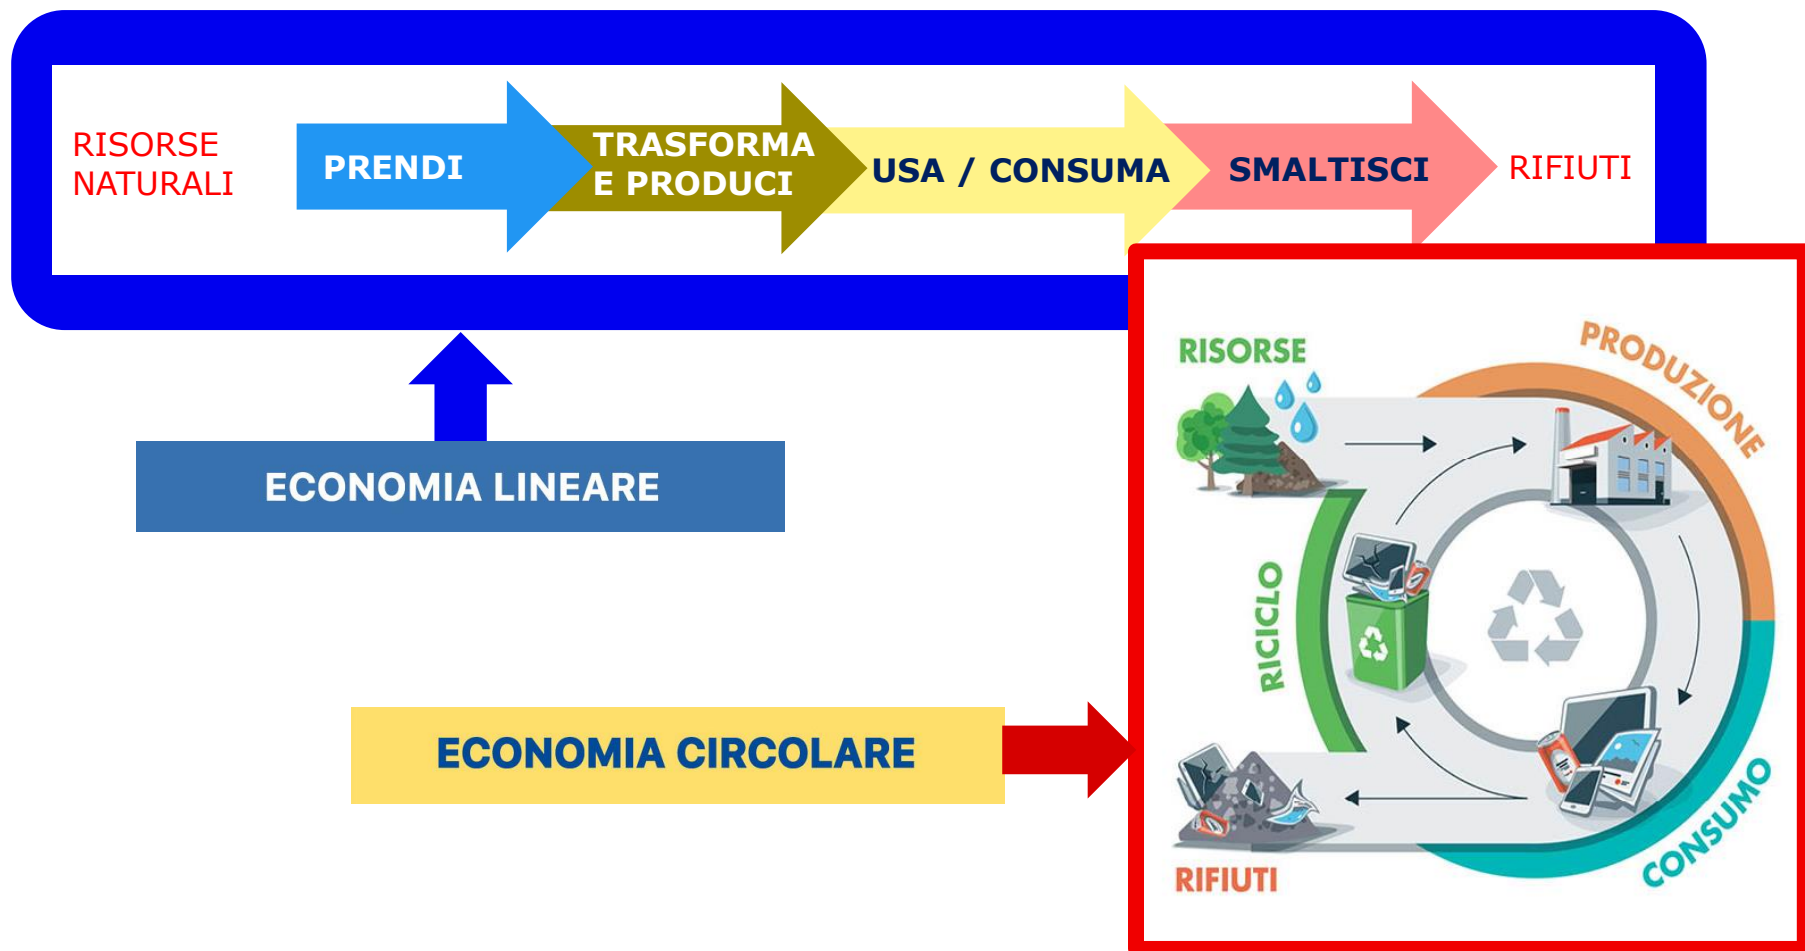 RISORSE
NATURALI
PRENDI
TRASFORMA
E PRODUCI
USA / CONSUMA
SMALTISCI
RIFIUTI
ECONOMIA LINEARE
ECONOMIA CIRCOLARE
RISORSE
PRODUZIONE
RICICLO
CONSUMO
RIFIUTI